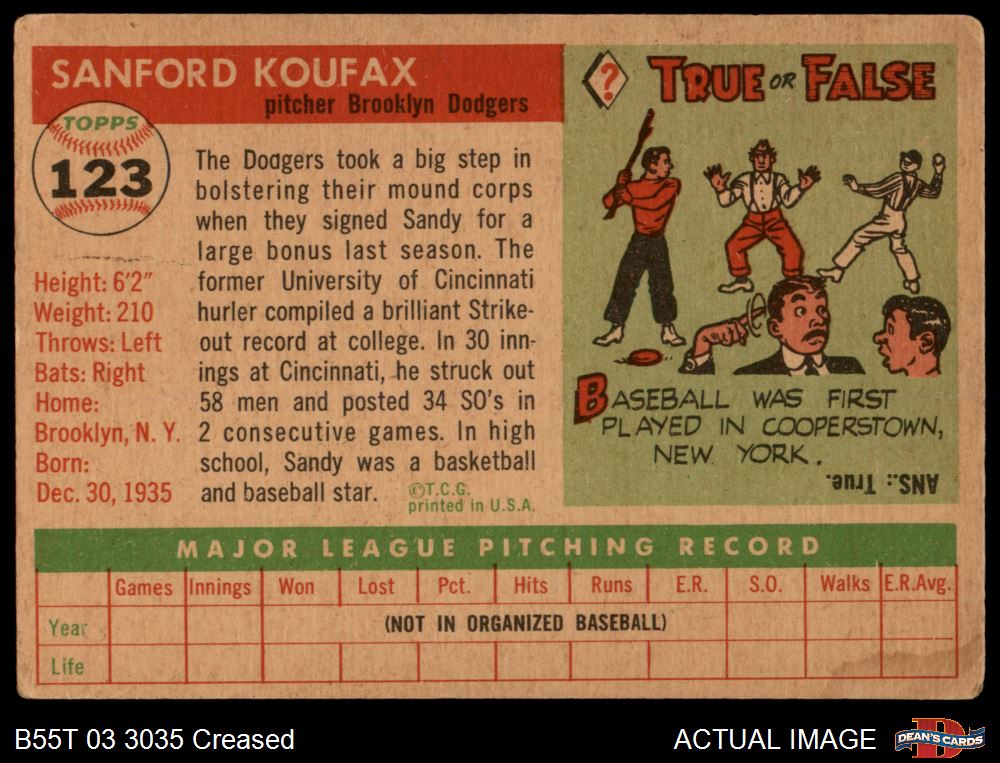 SANFORD KOUFAX
pitcher Brooklyn Dodgers
TOPPS
123
The Dodgers took a big step in
bolstering their mound corps
when they signed Sandy for a
large bonus last season. The
former University of Cincinnati
hurler compiled a brilliant Strike-
out record at college. In 30 inn-
ings at Cincinnati, he struck out
58 men and posted 34 SO's in
2 consecutive games. In high
school, Sandy was a basketball
and baseball star.
©T.C.G.
printed in U.S.A.
Height: 6'2"
Weight: 210
Throws: Left
Bats: Right
Home:
Brooklyn, N. Y.
Born:
Dec. 30, 1935
?
TRUE OR FALSE
BASEBALL WAS FIRST
PLAYED IN COOPERSTOWN,
NEW YORK.
ANS.: True.
MAJOR LEAGUE PITCHING RECORD
Games Innings Won Lost Pct. Hits Runs E.R. S.O. Walks E.R.Avg.
Year (NOT IN ORGANIZED BASEBALL)
Life
B55T 03 3035 Creased
ACTUAL IMAGE
D
DEAN'S CARDS